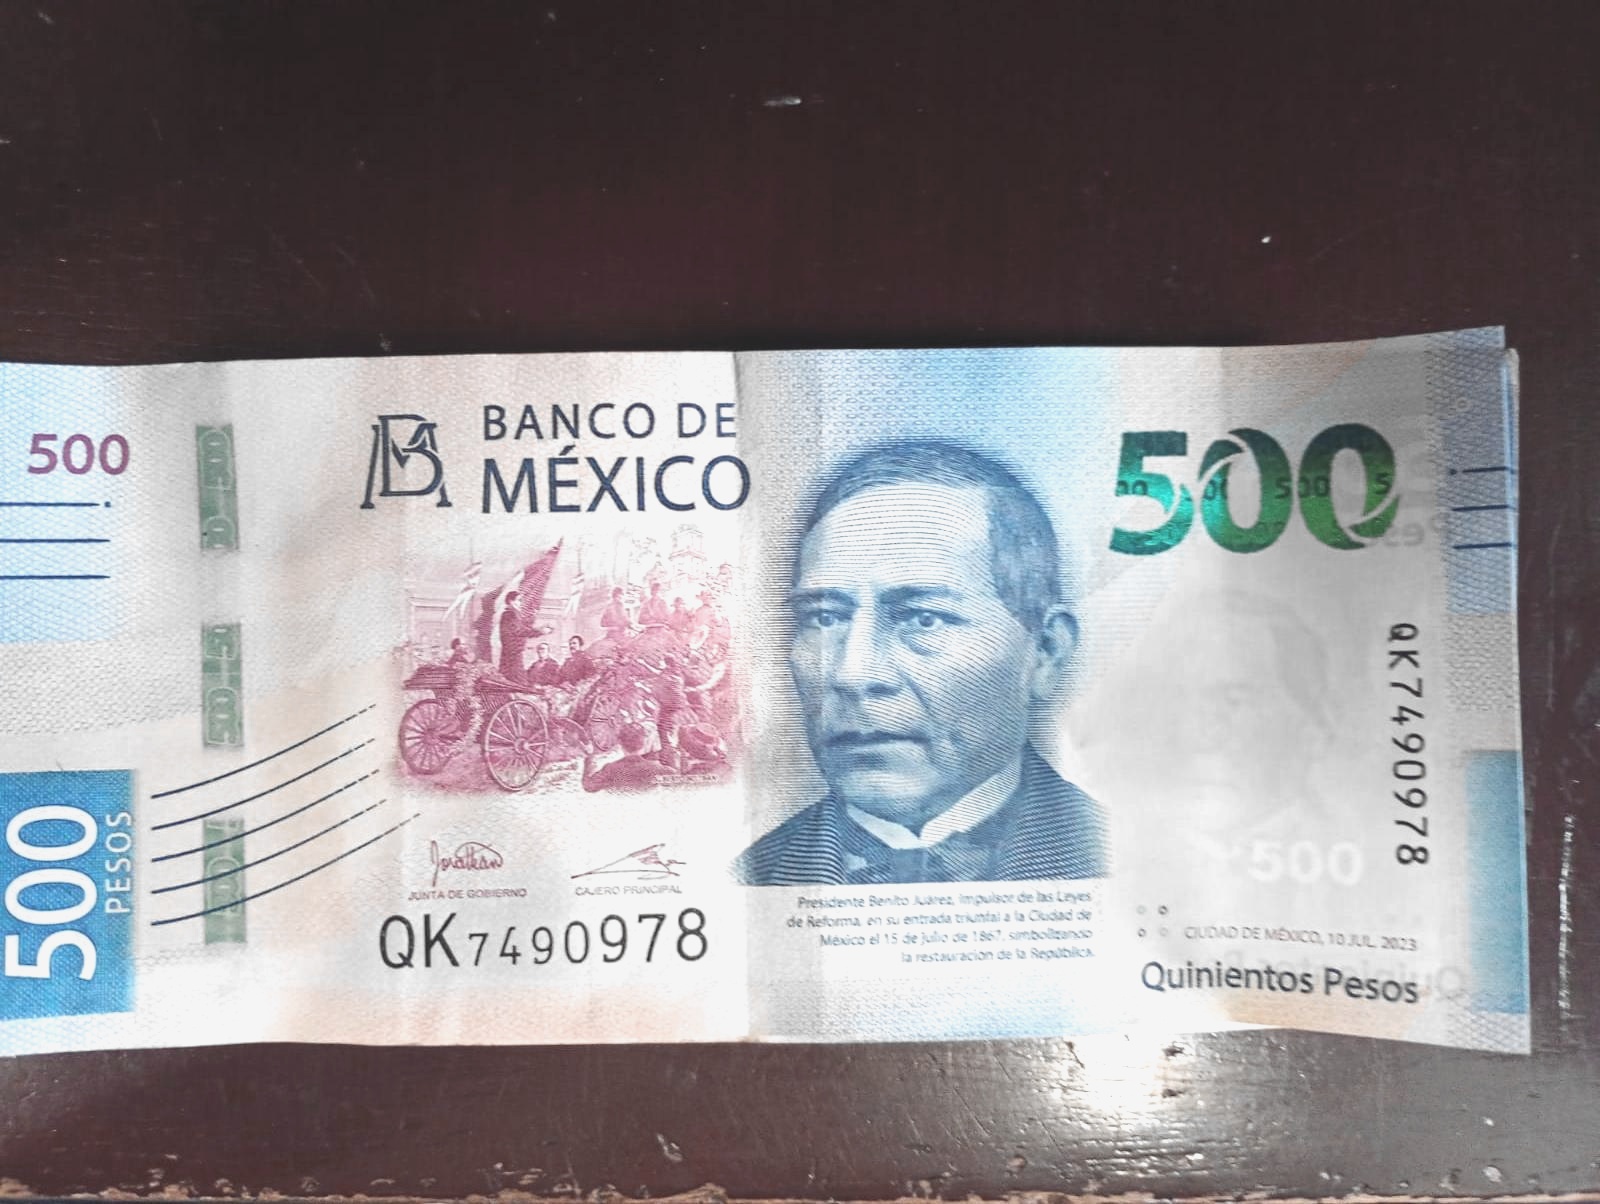 500
BANCO DE
MÉXICO
500
QK7490978
500
PESOS
Jonathan
JUNTA DE GOBIERNO
CAJERO PRINCIPAL
QK7490978
Presidente Benito Juárez, impulsor de las Leyes
de Reforma, en su entrada triunfal a la Ciudad de
México el 15 de julio de 1867, simbolizando
la restauración de la República.
500
CIUDAD DE MÉXICO, 10 JUL. 2023
Quinientos Pesos